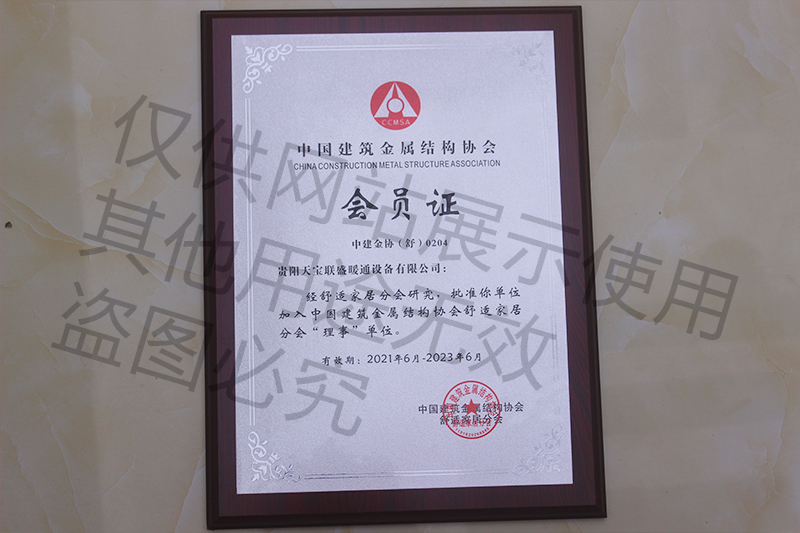 CCMSA
中国建筑金属结构协会
CHINA CONSTRUCTION METAL STRUCTURE ASSOCIATION
会员证
中建金协（舒）0204
贵阳天宝联盛暖通设备有限公司：
经舒适家居分会研究，批准你单位
加入中国建筑金属结构协会舒适家居
分会“理事”单位。
有效期：2021年6月-2023年6月
中国建筑金属结构协会
舒适家居分会
仅供网站展示使用
其他用途无效
盗图必究